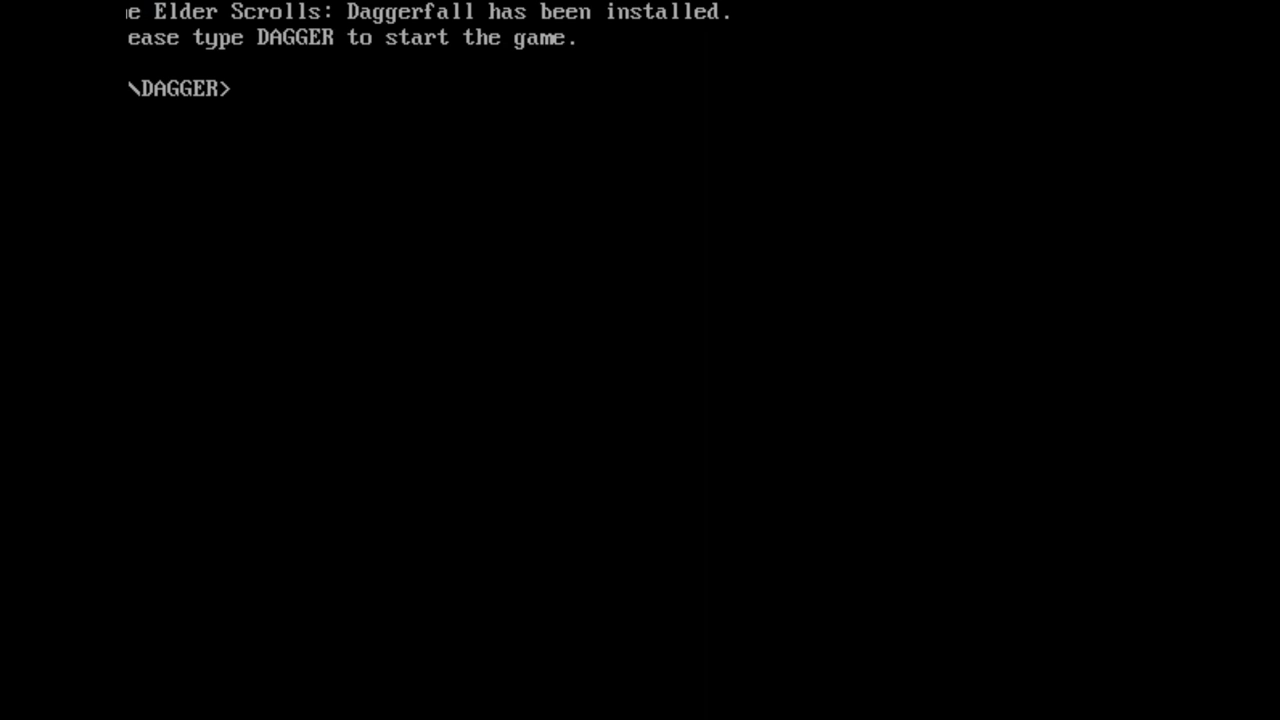 e Elder Scrolls: Daggerfall has been installed.
ease type DAGGER to start the game.
\DAGGER>